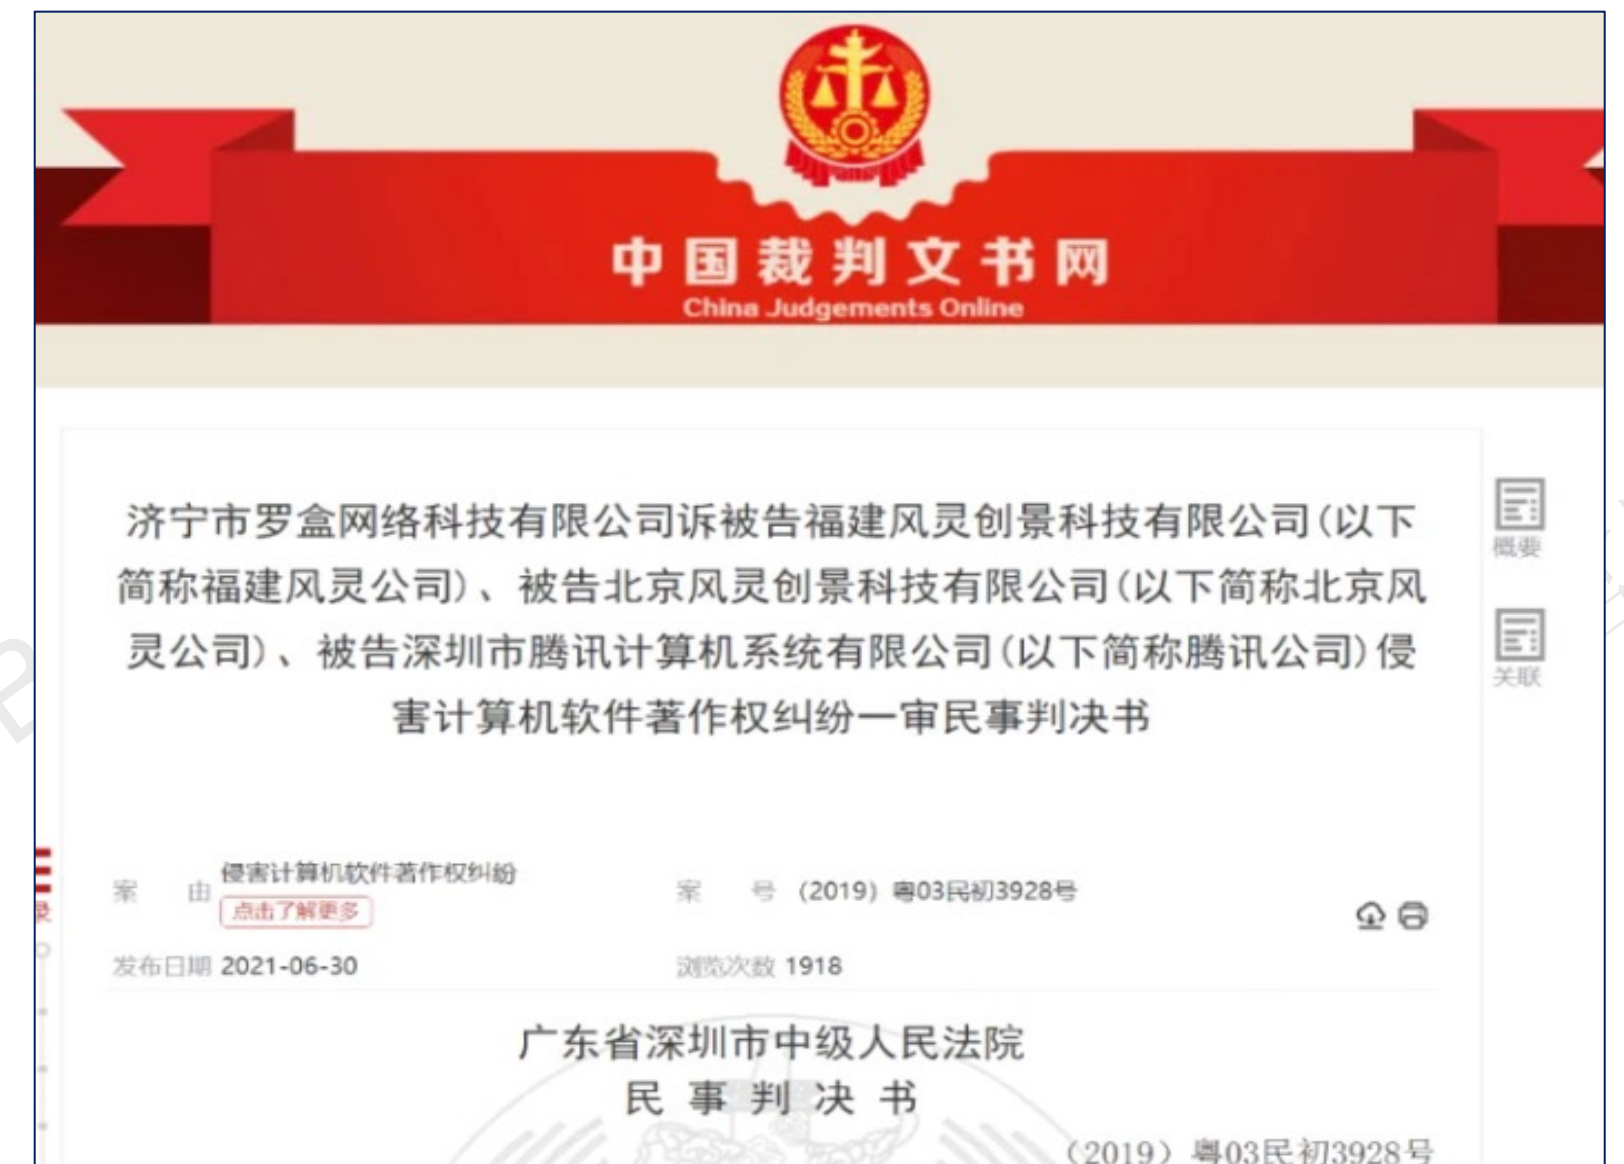 中国裁判文书网
China Judgements Online
济宁市罗盒网络科技有限公司诉被告福建风灵创景科技有限公司(以下
简称福建风灵公司)、被告北京风灵创景科技有限公司(以下简称北京风
灵公司)、被告深圳市腾讯计算机系统有限公司(以下简称腾讯公司)侵
害计算机软件著作权纠纷一审民事判决书
概要
关联
案 由 侵害计算机软件著作权纠纷
点击了解更多
案 号 (2019) 粤03民初3928号
发布日期 2021-06-30
浏览次数 1918
广东省深圳市中级人民法院
民 事 判 决 书
(2019) 粤03民初3928号